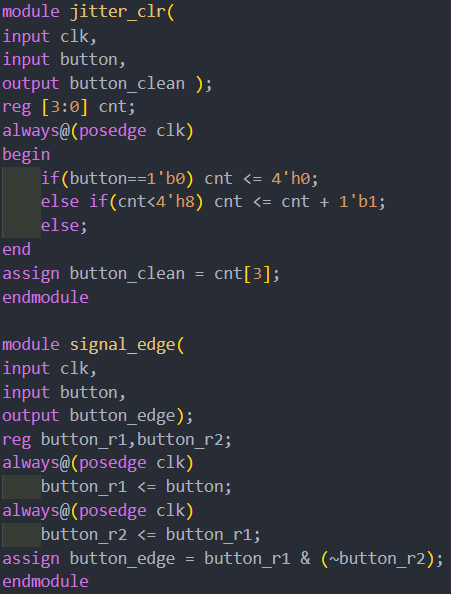 module jitter_clr(
input clk,
input button,
output button_clean );
reg [3:0] cnt;
always@(posedge clk)
begin
    if(button==1'b0) cnt <= 4'h0;
    else if(cnt<4'h8) cnt <= cnt + 1'b1;
    else;
end
assign button_clean = cnt[3];
endmodule

module signal_edge(
input clk,
input button,
output button_edge);
reg button_r1,button_r2;
always@(posedge clk)
    button_r1 <= button;
always@(posedge clk)
    button_r2 <= button_r1;
assign button_edge = button_r1 & (~button_r2);
endmodule